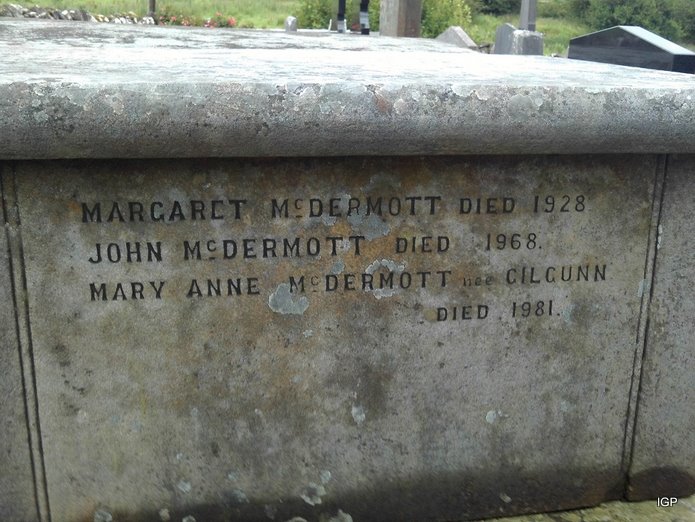 MARGARET McDERMOTT DIED 1928
JOHN McDERMOTT DIED 1968.
MARY ANNE McDERMOTT nee GILGUNN
DIED 1981.
IGP